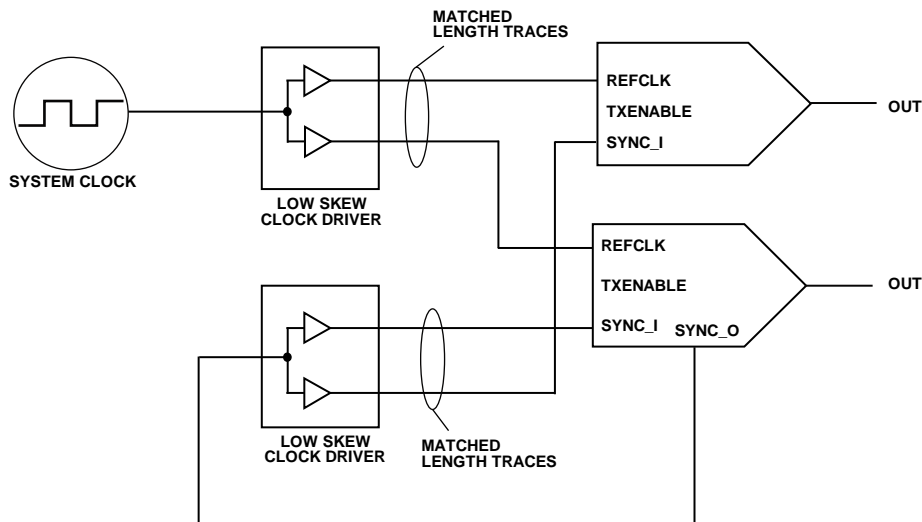 MATCHED
LENGTH TRACES
REFCLK
TXENABLE
SYNC_I
OUT
SYSTEM CLOCK
LOW SKEW
CLOCK DRIVER
REFCLK
TXENABLE
SYNC_I
SYNC_O
OUT
LOW SKEW
CLOCK DRIVER
MATCHED
LENGTH TRACES